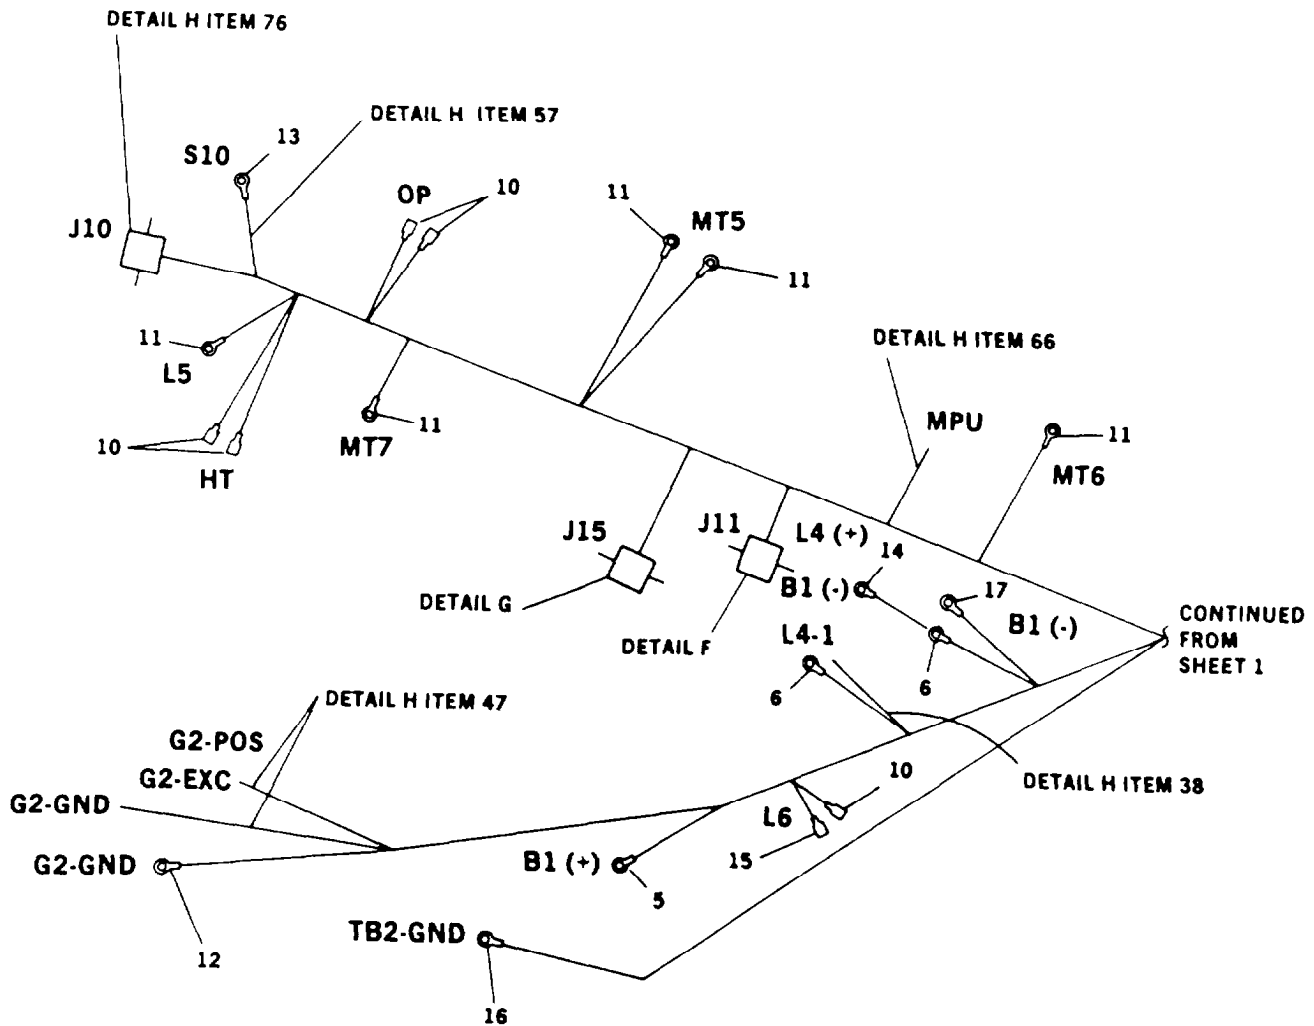 DETAIL H ITEM 76
DETAIL H ITEM 57
S10
13
OP
10
11
MT5
J10
11
11
L5
DETAIL H ITEM 66
MPU
11
MT6
10
HT
MT7
11
J15
J11
L4 (+)
14
B1 (-)
17
B1 (-)
DETAIL G
DETAIL F
L4-1
6
6
CONTINUED
FROM
SHEET 1
DETAIL H ITEM 47
G2-POS
G2-EXC
G2-GND
G2-GND
12
10
DETAIL H ITEM 38
L6
15
B1 (+)
5
TB2-GND
16